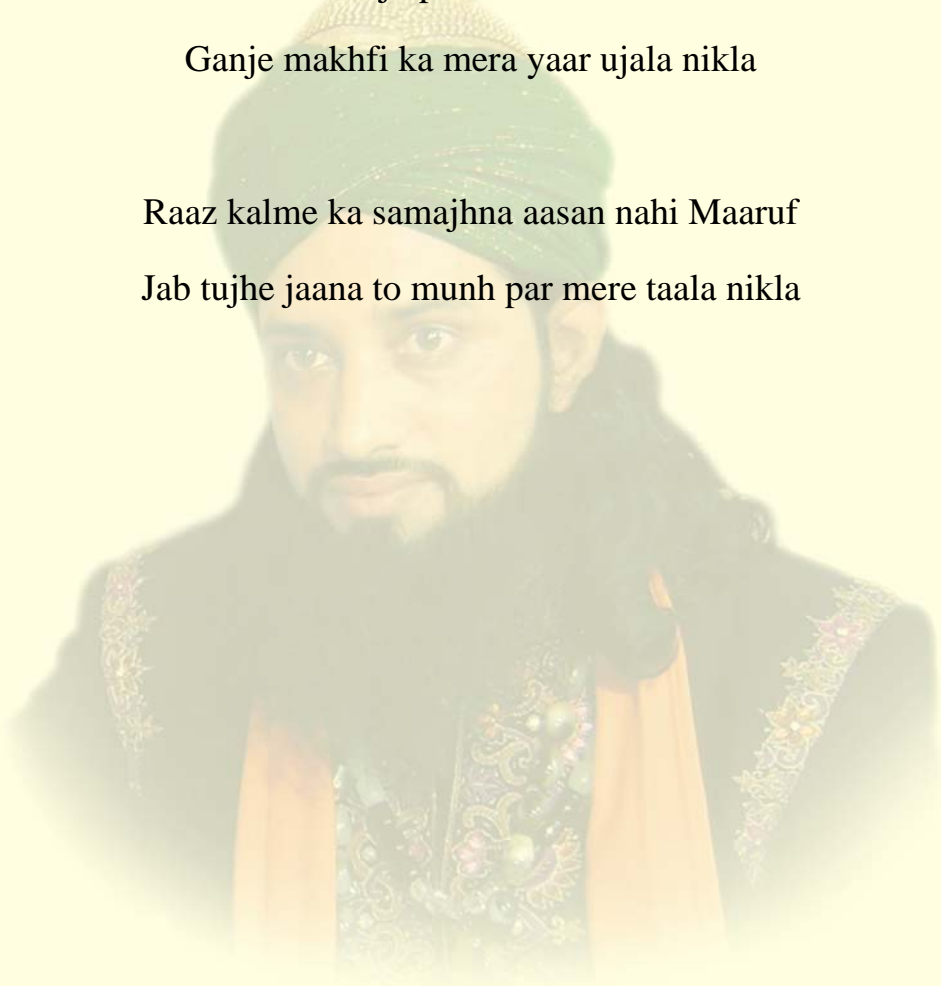 Ganje makhfi ka mera yaar ujala nikla
Raaz kalme ka samajhna aasan nahi Maaruf
Jab tujhe jaana to munh par mere taala nikla